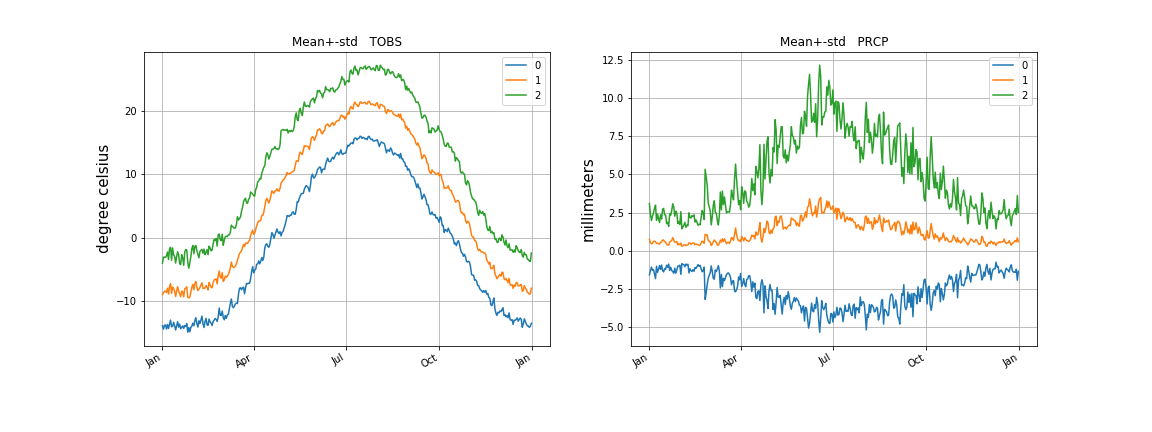 Mean+-std   TOBS
degree celsius
20
10
0
−10
Jan
Apr
Jul
Oct
Jan
0
1
2
Mean+-std   PRCP
millimeters
12.5
10.0
7.5
5.0
2.5
0.0
−2.5
−5.0
Jan
Apr
Jul
Oct
Jan
0
1
2